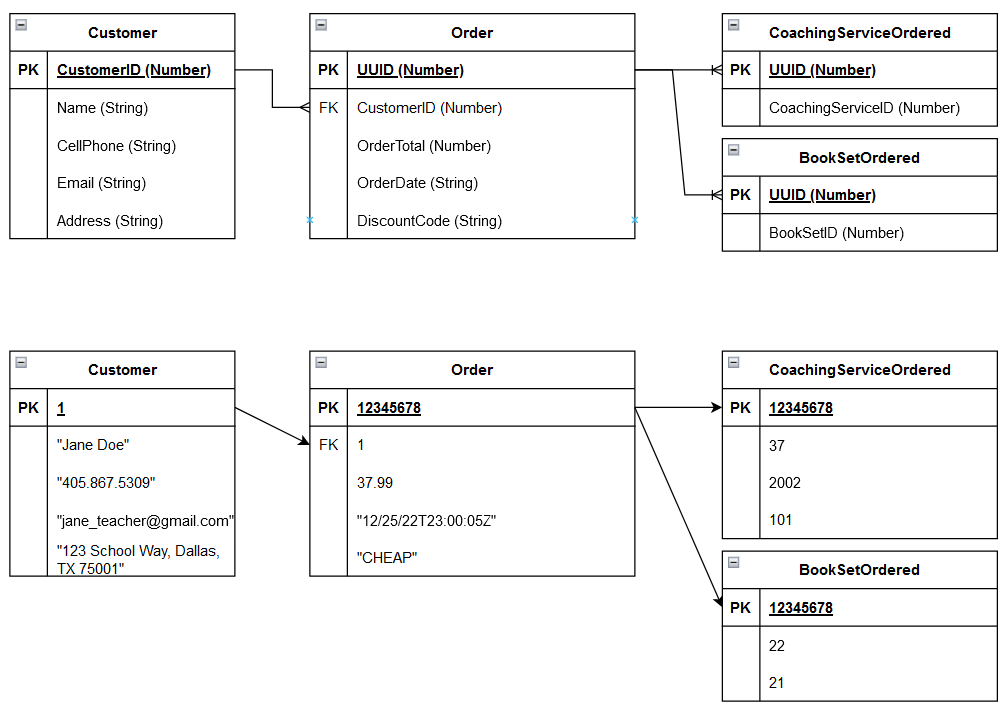 Customer
PK CustomerID (Number)
Name (String)
CellPhone (String)
Email (String)
Address (String)
Order
PK UUID (Number)
FK CustomerID (Number)
OrderTotal (Number)
OrderDate (String)
DiscountCode (String)
CoachingServiceOrdered
PK UUID (Number)
CoachingServiceID (Number)
BookSetOrdered
PK UUID (Number)
BookSetID (Number)
Customer
PK 1
"Jane Doe"
"405.867.5309"
"jane_teacher@gmail.com"
"123 School Way, Dallas,
TX 75001"
Order
PK 12345678
FK 1
37.99
"12/25/22T23:00:05Z"
"CHEAP"
CoachingServiceOrdered
PK 12345678
37
2002
101
BookSetOrdered
PK 12345678
22
21